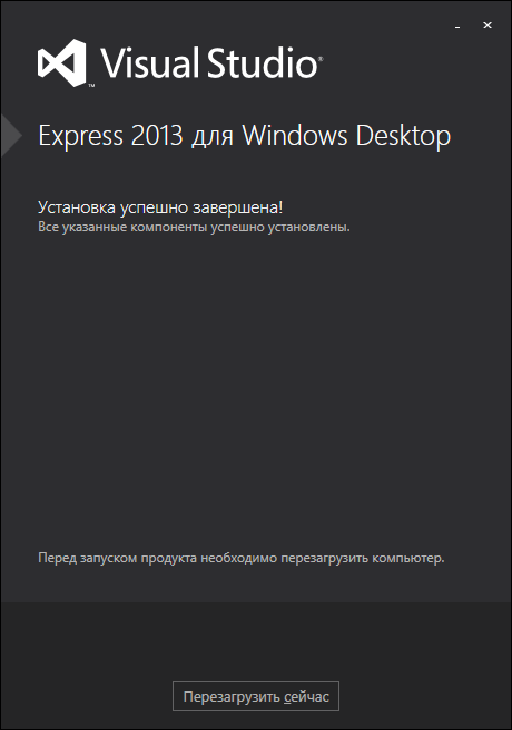 Visual Studio®
™
Express 2013 для Windows Desktop
Установка успешно завершена!
Все указанные компоненты успешно установлены.
Перед запуском продукта необходимо перезагрузить компьютер.
Перезагрузить сейчас